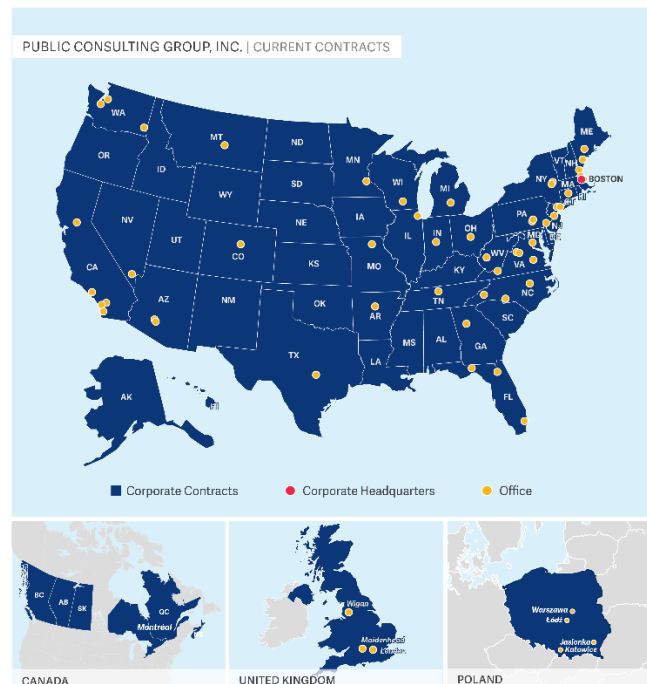 PUBLIC CONSULTING GROUP, INC. | CURRENT CONTRACTS
WA
MT
ND
MN
ME
VT NH
OR
ID
SD
WI
MI
NY
MA
BOSTON
WY
CT RI
NV
NE
IA
PA
NJ
UT
CO
IL
IN
OH
MD
DE
CA
KS
MO
WV
VA
KY
AZ
NM
OK
TN
NC
AR
SC
MS
AL
GA
TX
LA
AK
HI
FL
Corporate Contracts
Corporate Headquarters
Office
BC
AB
SK
QC
Montréal
CANADA
Wigan
Maidenhead
London
UNITED KINGDOM
Warszawa
Łódź
Jasionka
Katowice
POLAND